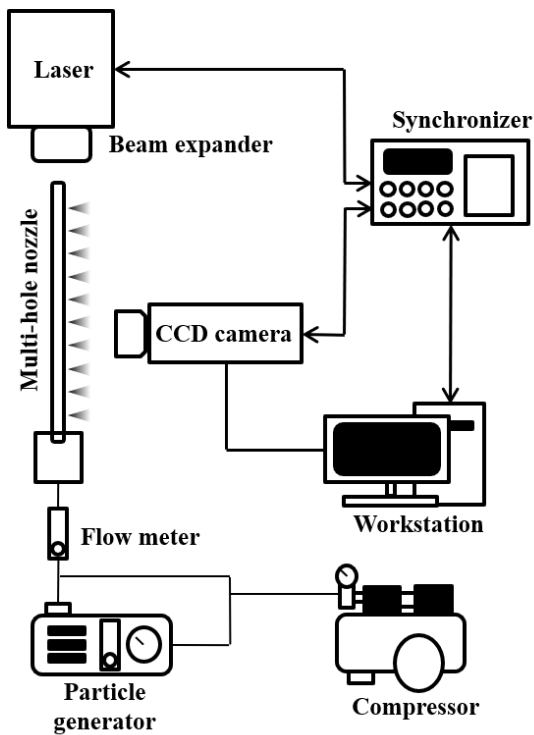 Laser
Synchronizer
Beam expander
Multi-hole nozzle
CCD camera
Workstation
Flow meter
Particle
generator
Compressor